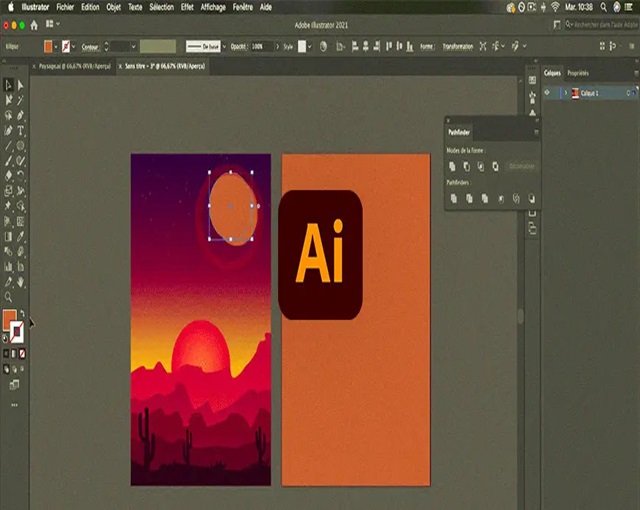 Illustrator Fichier Edition Objet Texte Sélection Effet Affichage Fenêtre Aide
Mar. 10:38
Adobe Illustrator 2021
Rechercher dans l'aide Adobe
Ellipse
Contour :
De base
Opacité : 100%
Style :
Forme :
Transformation
Paysage.ai @ 66,67% (RVB/Aperçu)
Sans titre - 3* @ 66,67% (RVB/Aperçu)
Calques Propriétés
Calque 1
Pathfinder
Modes de la forme :
Pathfinders :
Ai